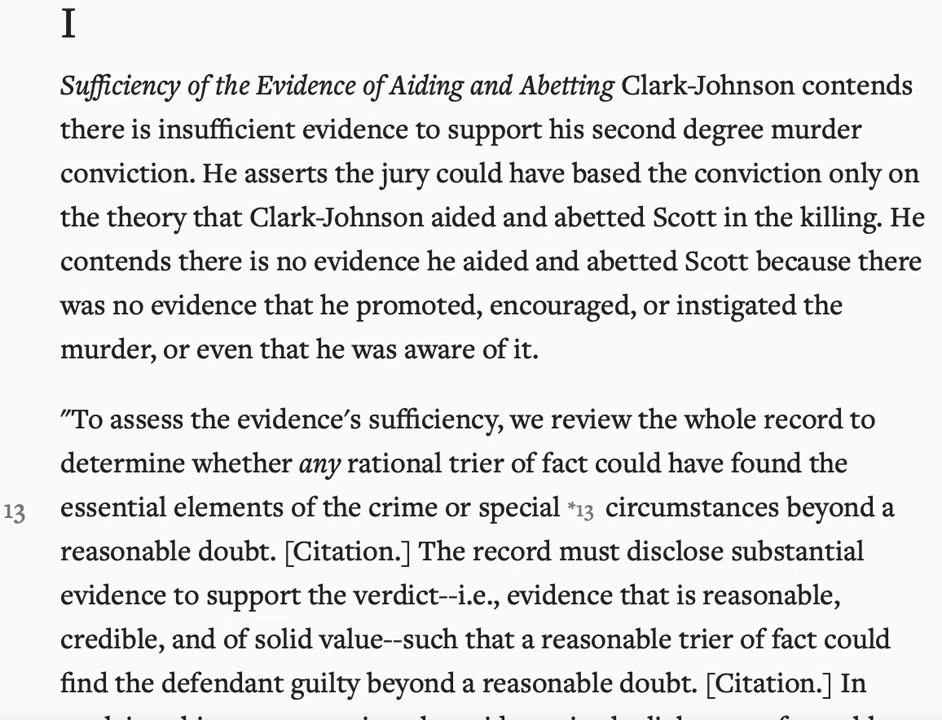 I
Sufficiency of the Evidence of Aiding and Abetting Clark-Johnson contends
there is insufficient evidence to support his second degree murder
conviction. He asserts the jury could have based the conviction only on
the theory that Clark-Johnson aided and abetted Scott in the killing. He
contends there is no evidence he aided and abetted Scott because there
was no evidence that he promoted, encouraged, or instigated the
murder, or even that he was aware of it.
"To assess the evidence's sufficiency, we review the whole record to
determine whether any rational trier of fact could have found the
13 essential elements of the crime or special *13 circumstances beyond a
reasonable doubt. [Citation.] The record must disclose substantial
evidence to support the verdict--i.e., evidence that is reasonable,
credible, and of solid value--such that a reasonable trier of fact could
find the defendant guilty beyond a reasonable doubt. [Citation.] In